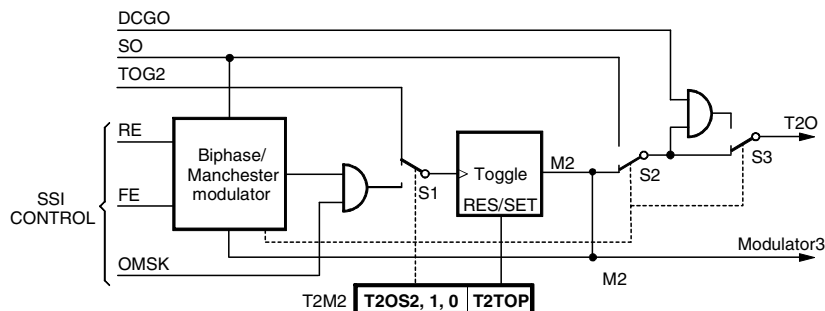 DCGO
SO
TOG2
RE
Biphase/
Manchester
modulator
Toggle
RES/SET
M2
S1
S2
S3
T2O
SSI
CONTROL
FE
OMSK
Modulator3
M2
T2M2
T2OS2, 1, 0
T2TOP